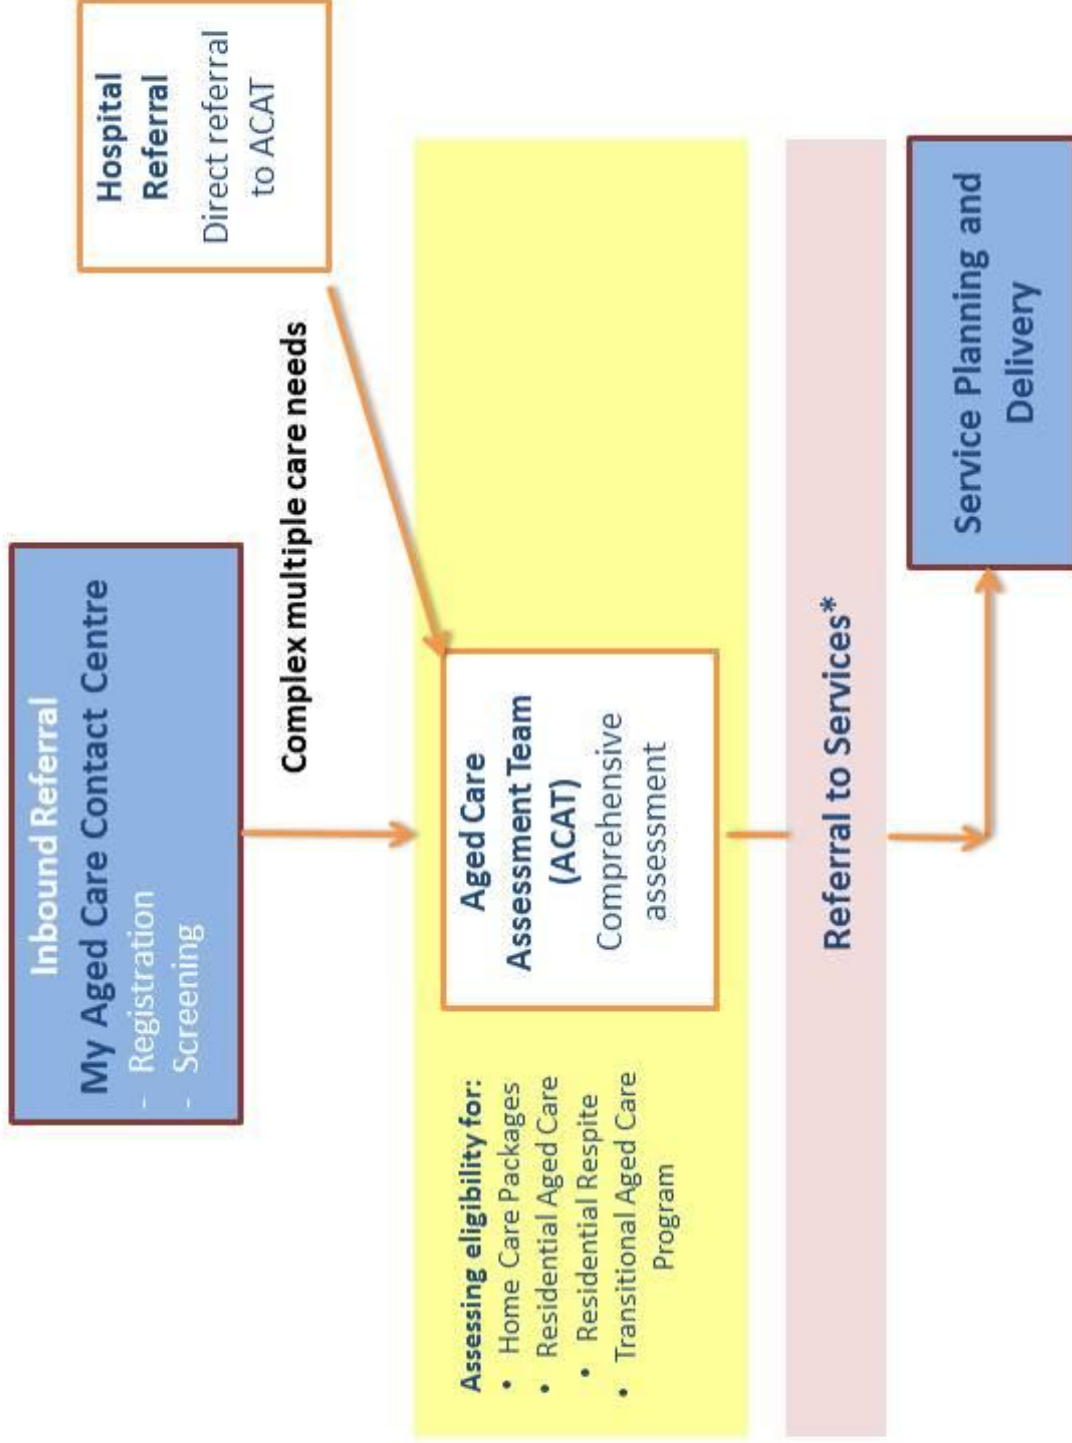 Inbound Referral
My Aged Care Contact Centre
- Registration
- Screening
Hospital
Referral
Direct referral
to ACAT
Complex multiple care needs
Assessing eligibility for:
• Home Care Packages
• Residential Aged Care
• Residential Respite
• Transitional Aged Care
Program
Aged Care
Assessment Team
(ACAT)
Comprehensive
assessment
Referral to Services*
Service Planning and
Delivery